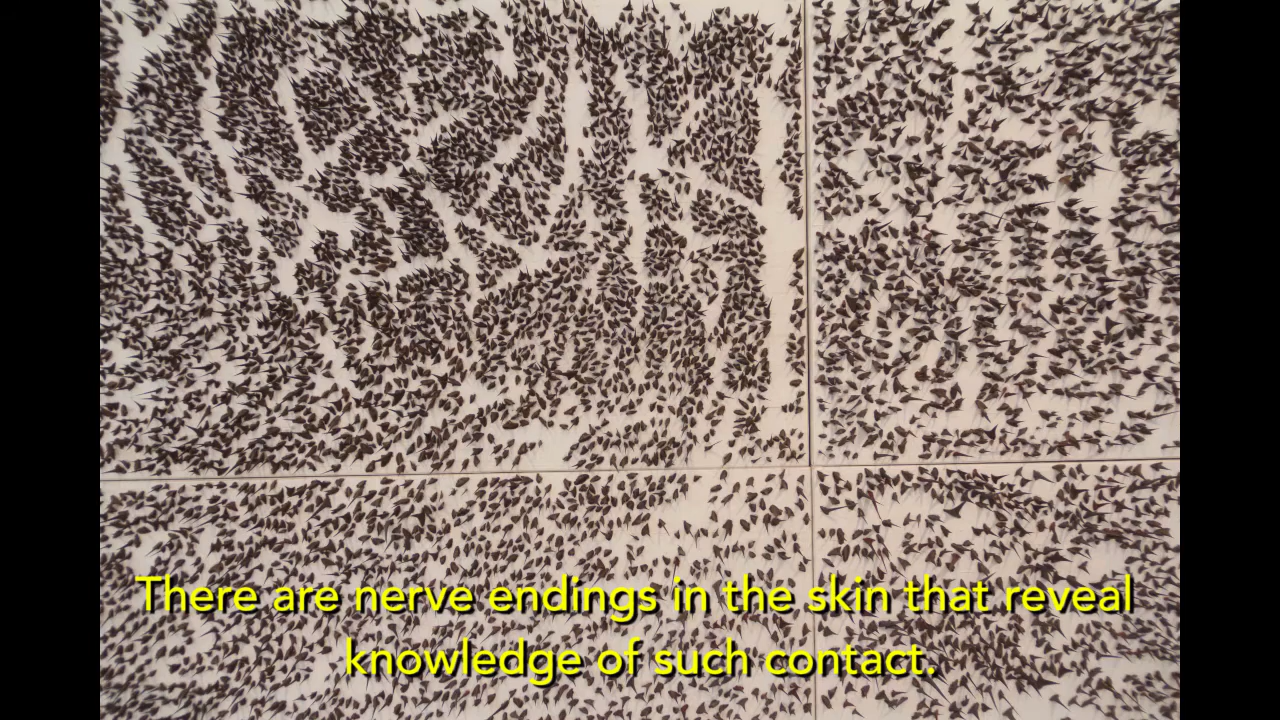 There are nerve endings in the skin that reveal
knowledge of such contact.